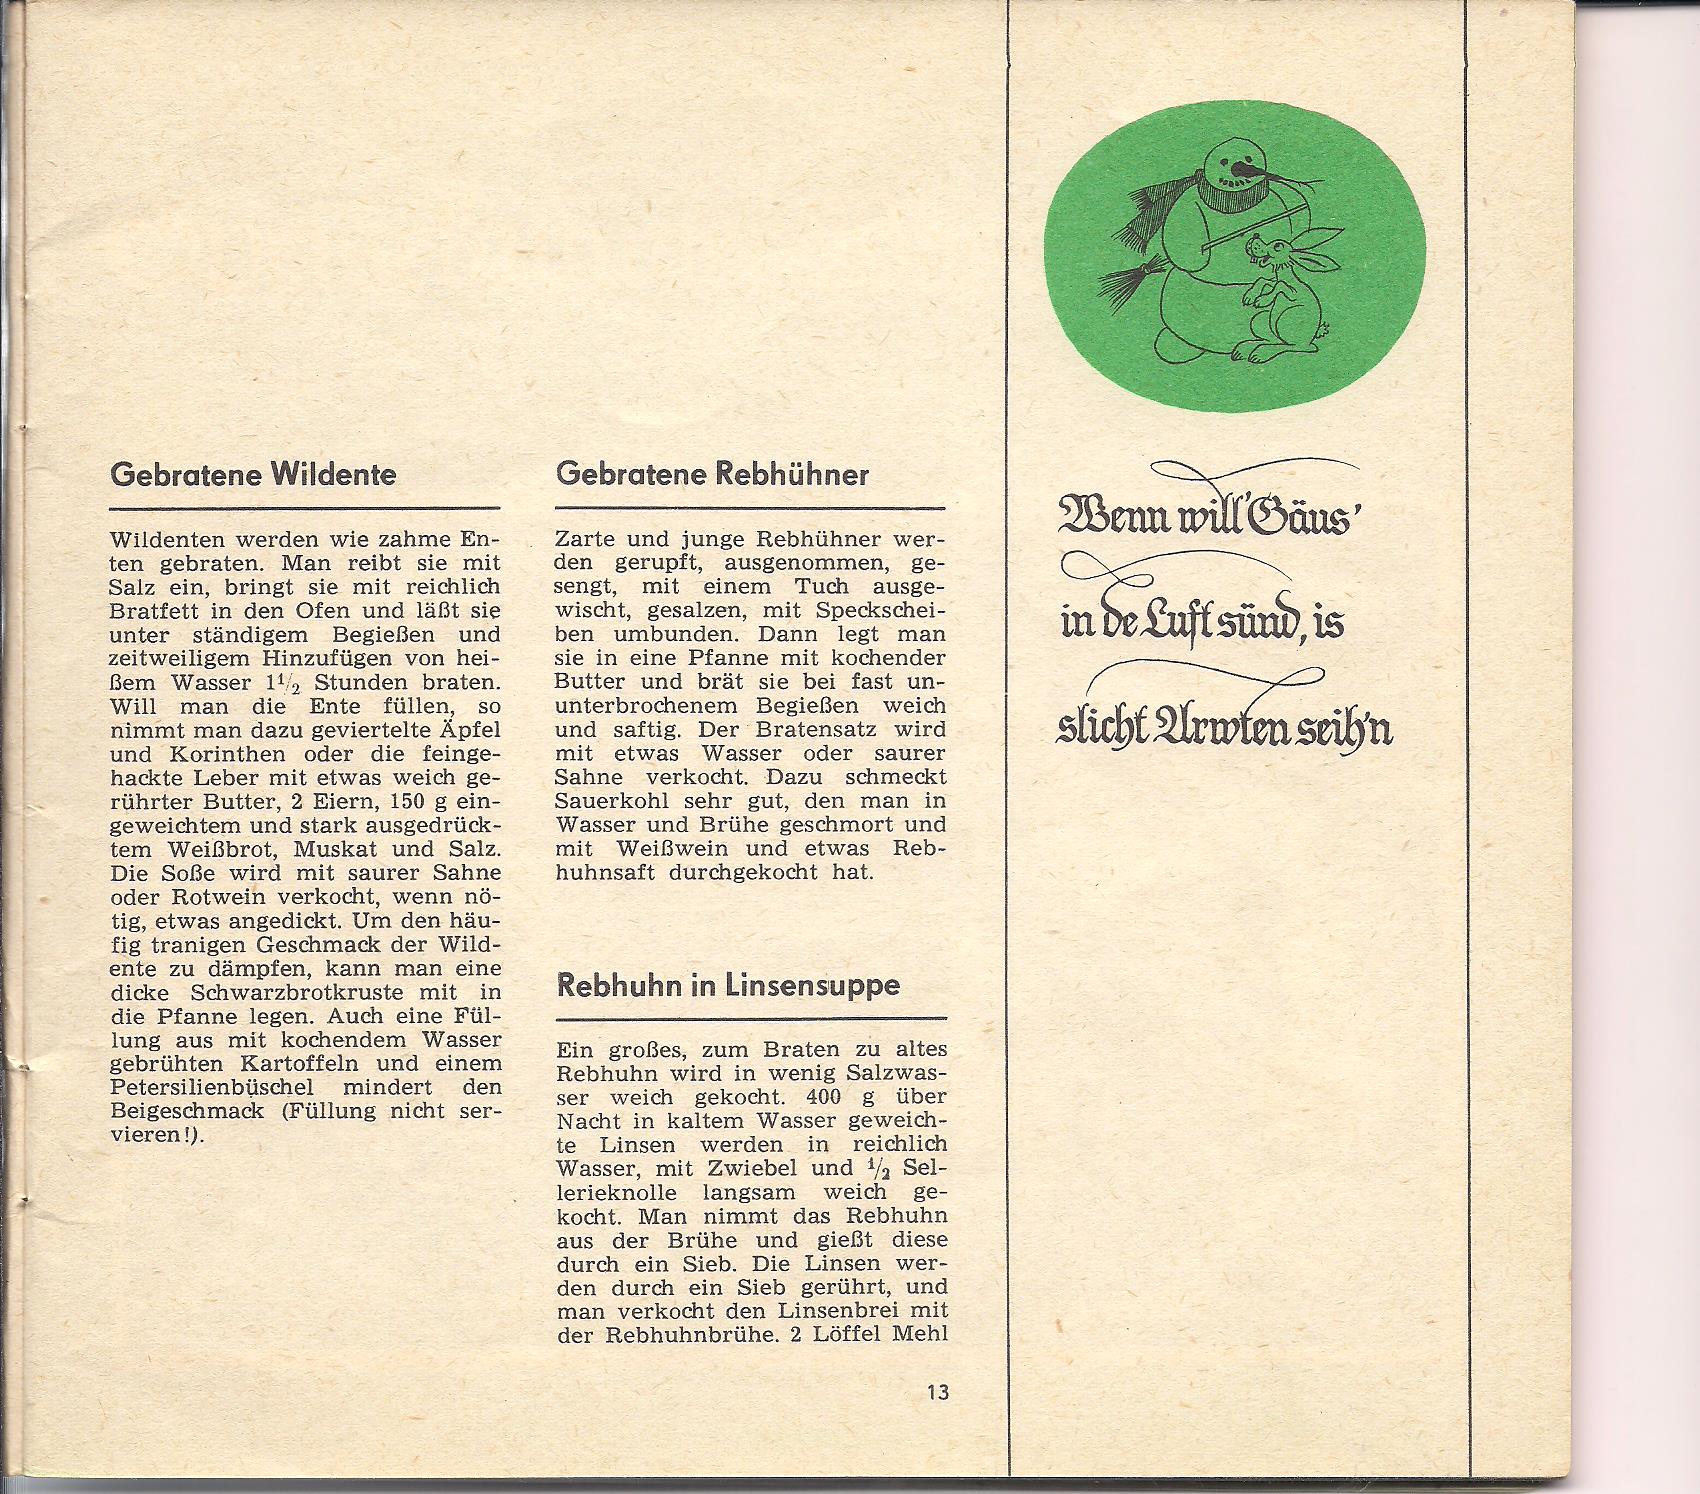 Gebratene Wildente
Wildenten werden wie zahme En-
ten gebraten. Man reibt sie mit
Salz ein, bringt sie mit reichlich
Bratfett in den Ofen und läßt sie
unter ständigem Begießen und
zeitweiligem Hinzufügen von hei-
ßem Wasser 1½ Stunden braten.
Will man die Ente füllen, so
nimmt man dazu geviertelte Äpfel
und Korinthen oder die feinge-
hackte Leber mit etwas weich ge-
rührter Butter, 2 Eiern, 150 g ein-
geweichtem und stark ausgedrück-
tem Weißbrot, Muskat und Salz.
Die Soße wird mit saurer Sahne
oder Rotwein verkocht, wenn nö-
tig, etwas angedickt. Um den häu-
fig tranigen Geschmack der Wild-
ente zu dämpfen, kann man eine
dicke Schwarzbrotkruste mit in
die Pfanne legen. Auch eine Fül-
lung aus mit kochendem Wasser
gebrühten Kartoffeln und einem
Petersilienbüschel mindert den
Beigeschmack (Füllung nicht ser-
vieren!).
Gebratene Rebhühner
Zarte und junge Rebhühner wer-
den gerupft, ausgenommen, ge-
sengt, mit einem Tuch ausge-
wischt, gesalzen, mit Speckschei-
ben umbunden. Dann legt man
sie in eine Pfanne mit kochender
Butter und brät sie bei fast un-
unterbrochenem Begießen weich
und saftig. Der Bratensatz wird
mit etwas Wasser oder saurer
Sahne verkocht. Dazu schmeckt
Sauerkohl sehr gut, den man in
Wasser und Brühe geschmort und
mit Weißwein und etwas Reb-
huhnsaft durchgekocht hat.
Rebhuhn in Linsensuppe
Ein großes, zum Braten zu altes
Rebhuhn wird in wenig Salzwas-
ser weich gekocht. 400 g über
Nacht in kaltem Wasser geweich-
te Linsen werden in reichlich
Wasser, mit Zwiebel und ½ Sel-
lerieknolle langsam weich ge-
kocht. Man nimmt das Rebhuhn
aus der Brühe und gießt diese
durch ein Sieb. Die Linsen wer-
den durch ein Sieb gerührt, und
man verkocht den Linsenbrei mit
der Rebhuhnbrühe. 2 Löffel Mehl
13
Wenn will' Gäus'
in de Luft sünd, is
slicht Arwten seih'n